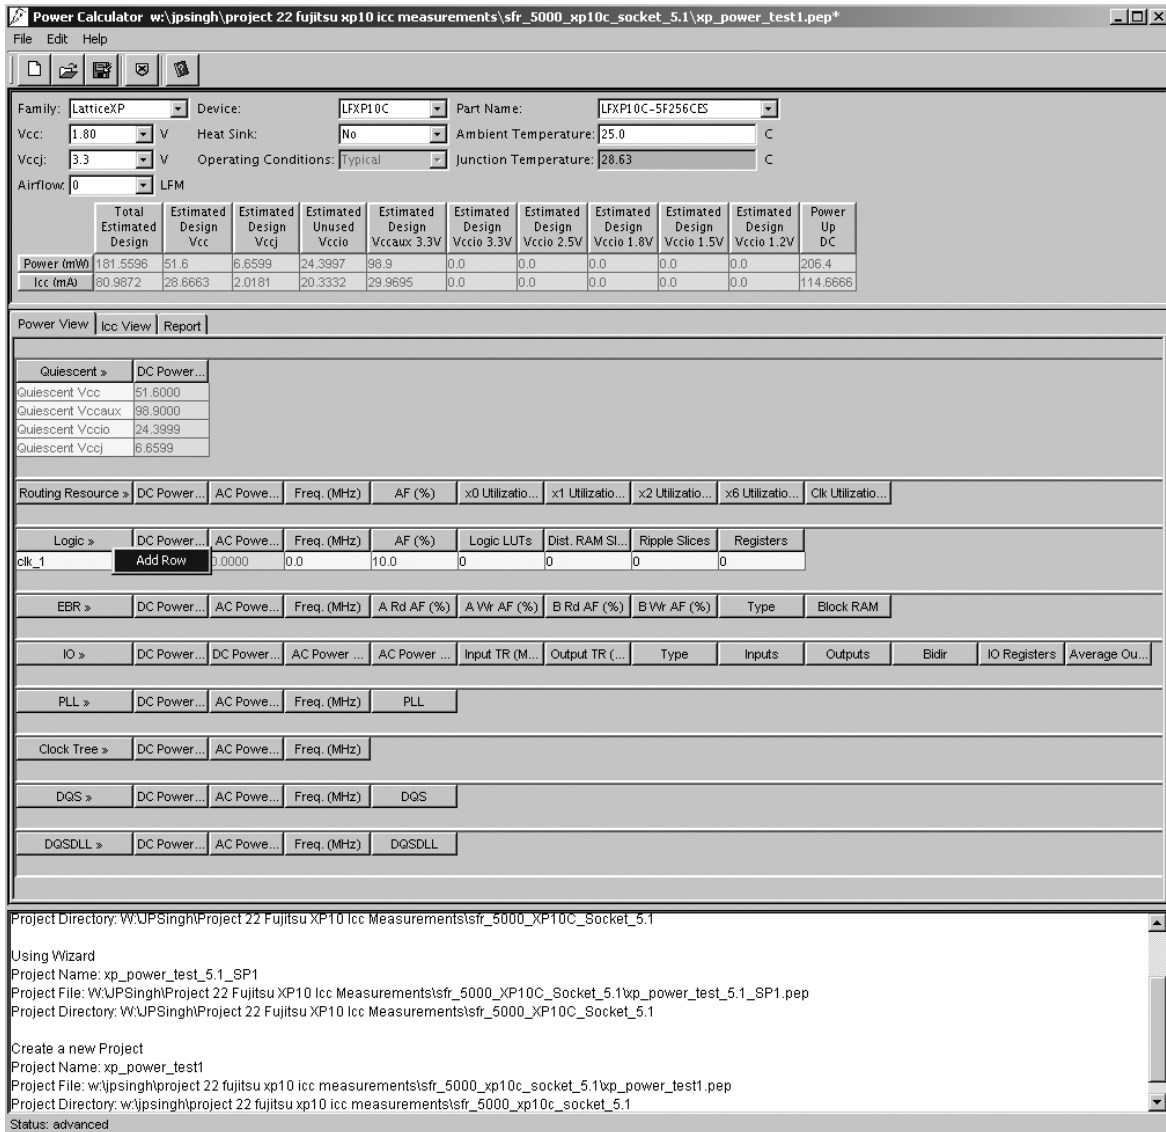 Power Calculator w:\jpsingh\project 22 fujitsu xp10 icc measurements\sfr_5000_xp10c_socket_5.1\xp_power_test1.pep*
File Edit Help
Family: LatticeXP Device: LFXP10C Part Name: LFXP10C-5F256CES
Vcc: 1.80 V Heat Sink: No Ambient Temperature: 25.0 C
Vccj: 3.3 V Operating Conditions: Typical Junction Temperature: 28.63 C
Airflow: 0 LFM
Total Estimated Design Estimated Design Vcc Estimated Design Vccj Estimated Unused Vccio Estimated Design Vccaux 3.3V Estimated Design Vccio 3.3V Estimated Design Vccio 2.5V Estimated Design Vccio 1.8V Estimated Design Vccio 1.5V Estimated Design Vccio 1.2V Power Up DC
Power (mW) 181.5596 51.6 6.6599 24.3997 98.9 0.0 0.0 0.0 0.0 0.0 206.4
Icc (mA) 80.9872 28.6663 2.0181 20.3332 29.9695 0.0 0.0 0.0 0.0 0.0 114.6666
Power View Icc View Report
Quiescent » DC Power...
Quiescent Vcc 51.6000
Quiescent Vccaux 98.9000
Quiescent Vccio 24.3999
Quiescent Vccj 6.6599
Routing Resource » DC Power... AC Powe... Freq. (MHz) AF (%) x0 Utilizatio... x1 Utilizatio... x2 Utilizatio... x6 Utilizatio... Clk Utilizatio...
Logic » DC Power... AC Powe... Freq. (MHz) AF (%) Logic LUTs Dist. RAM Sl... Ripple Slices Registers
clk_1 Add Row 0.0000 0.0 10.0 0 0 0 0
EBR » DC Power... AC Powe... Freq. (MHz) A Rd AF (%) A Wr AF (%) B Rd AF (%) B Wr AF (%) Type Block RAM
IO » DC Power... DC Power... AC Power ... AC Power ... Input TR (M... Output TR (... Type Inputs Outputs Bidir IO Registers Average Ou...
PLL » DC Power... AC Powe... Freq. (MHz) PLL
Clock Tree » DC Power... AC Powe... Freq. (MHz)
DQS » DC Power... AC Powe... Freq. (MHz) DQS
DQSDLL » DC Power... AC Powe... Freq. (MHz) DQSDLL
Project Directory: W:\JPSingh\Project 22 Fujitsu XP10 Icc Measurements\sfr_5000_XP10C_Socket_5.1
Using Wizard
Project Name: xp_power_test_5.1_SP1
Project File: W:\JPSingh\Project 22 Fujitsu XP10 Icc Measurements\sfr_5000_XP10C_Socket_5.1\xp_power_test_5.1_SP1.pep
Project Directory: W:\JPSingh\Project 22 Fujitsu XP10 Icc Measurements\sfr_5000_XP10C_Socket_5.1
Create a new Project
Project Name: xp_power_test1
Project File: w:\jpsingh\project 22 fujitsu xp10 icc measurements\sfr_5000_xp10c_socket_5.1\xp_power_test1.pep
Project Directory: w:\jpsingh\project 22 fujitsu xp10 icc measurements\sfr_5000_xp10c_socket_5.1
Status: advanced